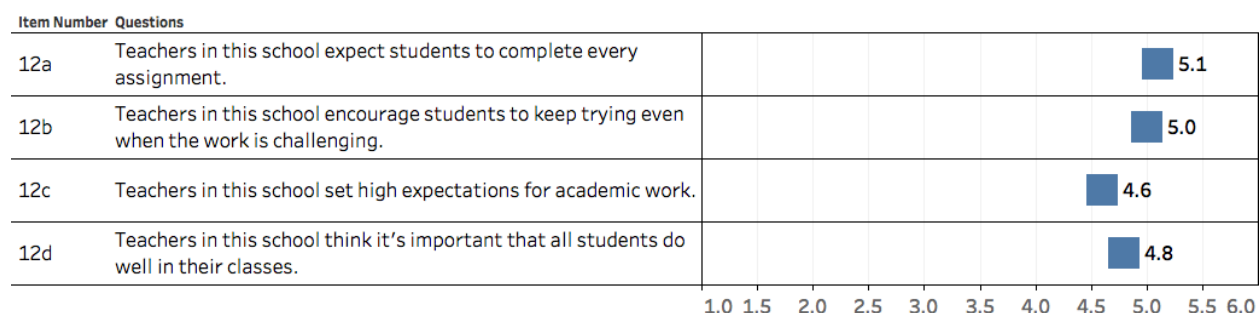 Item Number Questions
12a Teachers in this school expect students to complete every
assignment. 5.1
12b Teachers in this school encourage students to keep trying even
when the work is challenging. 5.0
12c Teachers in this school set high expectations for academic work. 4.6
12d Teachers in this school think it’s important that all students do
well in their classes. 4.8
1.0 1.5 2.0 2.5 3.0 3.5 4.0 4.5 5.0 5.5 6.0